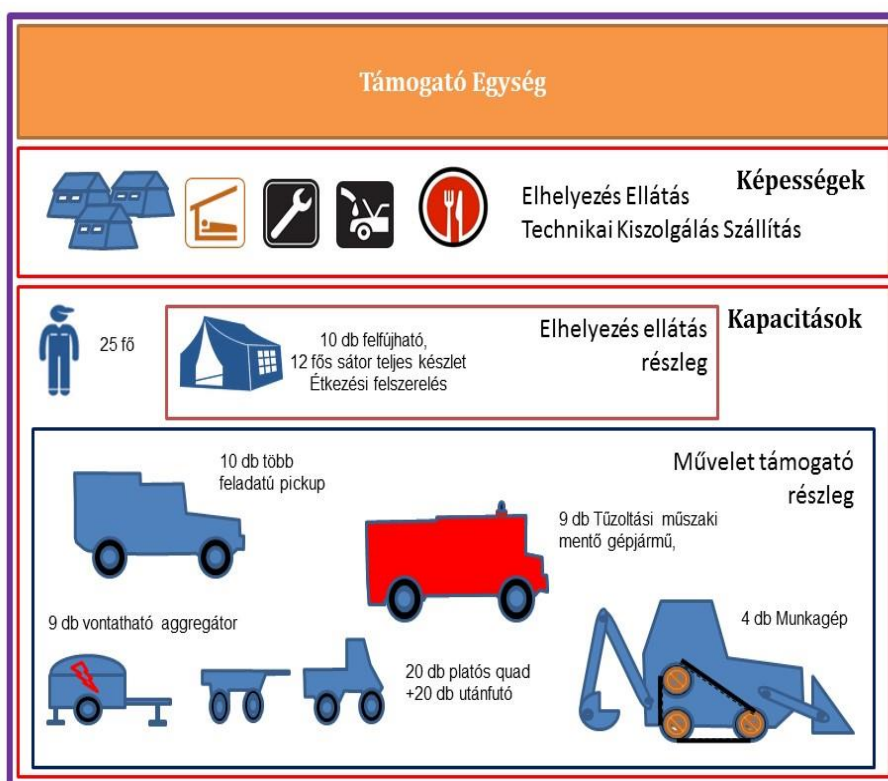 Támogató Egység
Képességek
Elhelyezés Ellátás
Technikai Kiszolgálás Szállítás
Kapacitások
25 fő
10 db felfújható,
12 fős sátor teljes készlet
Étkezési felszerelés
Elhelyezés ellátás
részleg
Művelet támogató
részleg
10 db több
feladatú pickup
9 db Tűzoltási műszaki
mentő gépjármű,
9 db vontatható aggregátor
20 db platós quad
+20 db utánfutó
4 db Munkagép